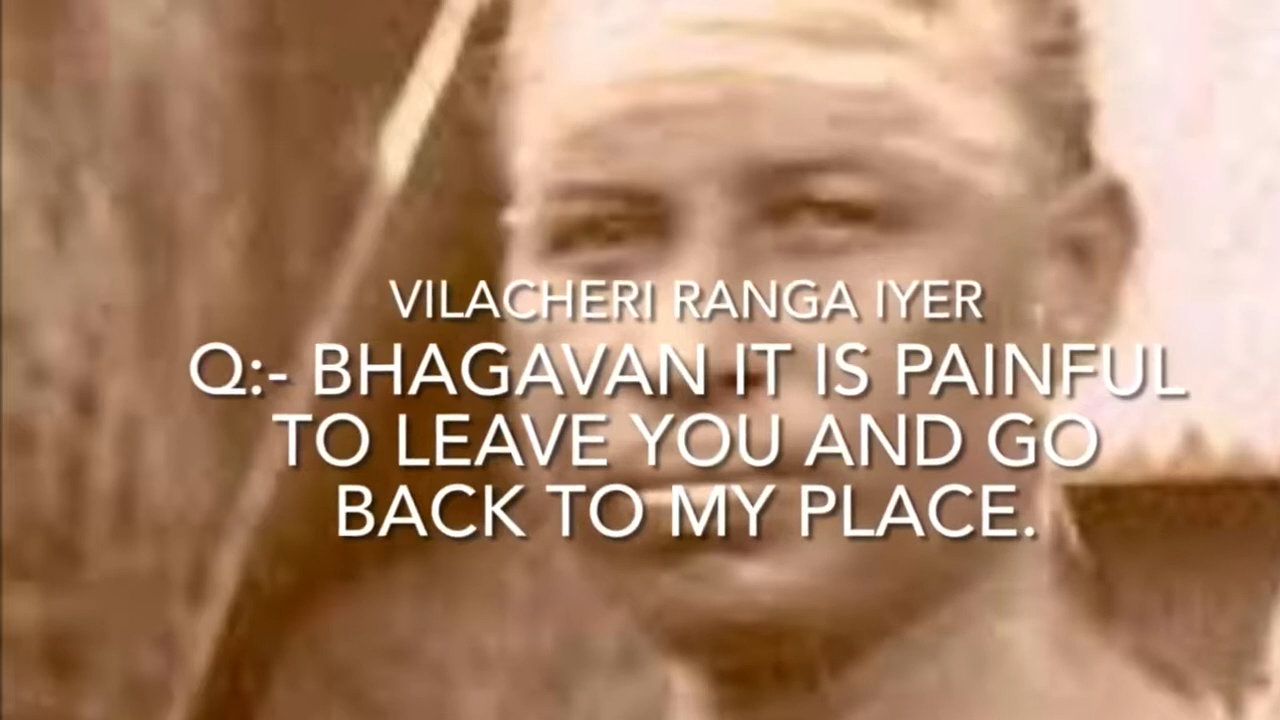 VILACHERI RANGA IYER
Q:- BHAGAVAN IT IS PAINFUL
TO LEAVE YOU AND GO
BACK TO MY PLACE.